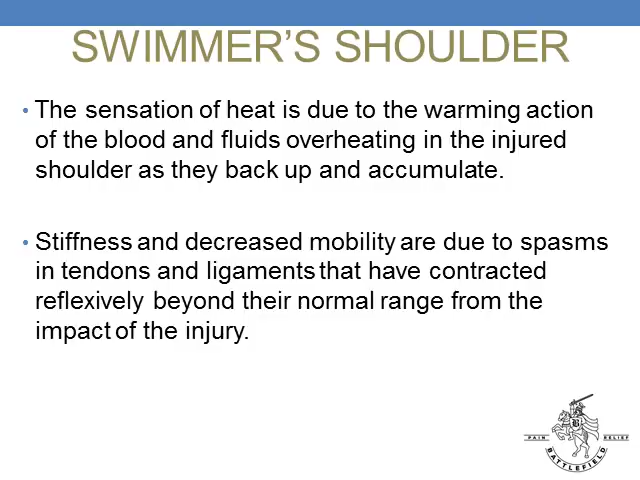 SWIMMER'S SHOULDER
• The sensation of heat is due to the warming action
of the blood and fluids overheating in the injured
shoulder as they back up and accumulate.
• Stiffness and decreased mobility are due to spasms
in tendons and ligaments that have contracted
reflexively beyond their normal range from the
impact of the injury.
B
PAIN RELIEF
BATTLEFIELD